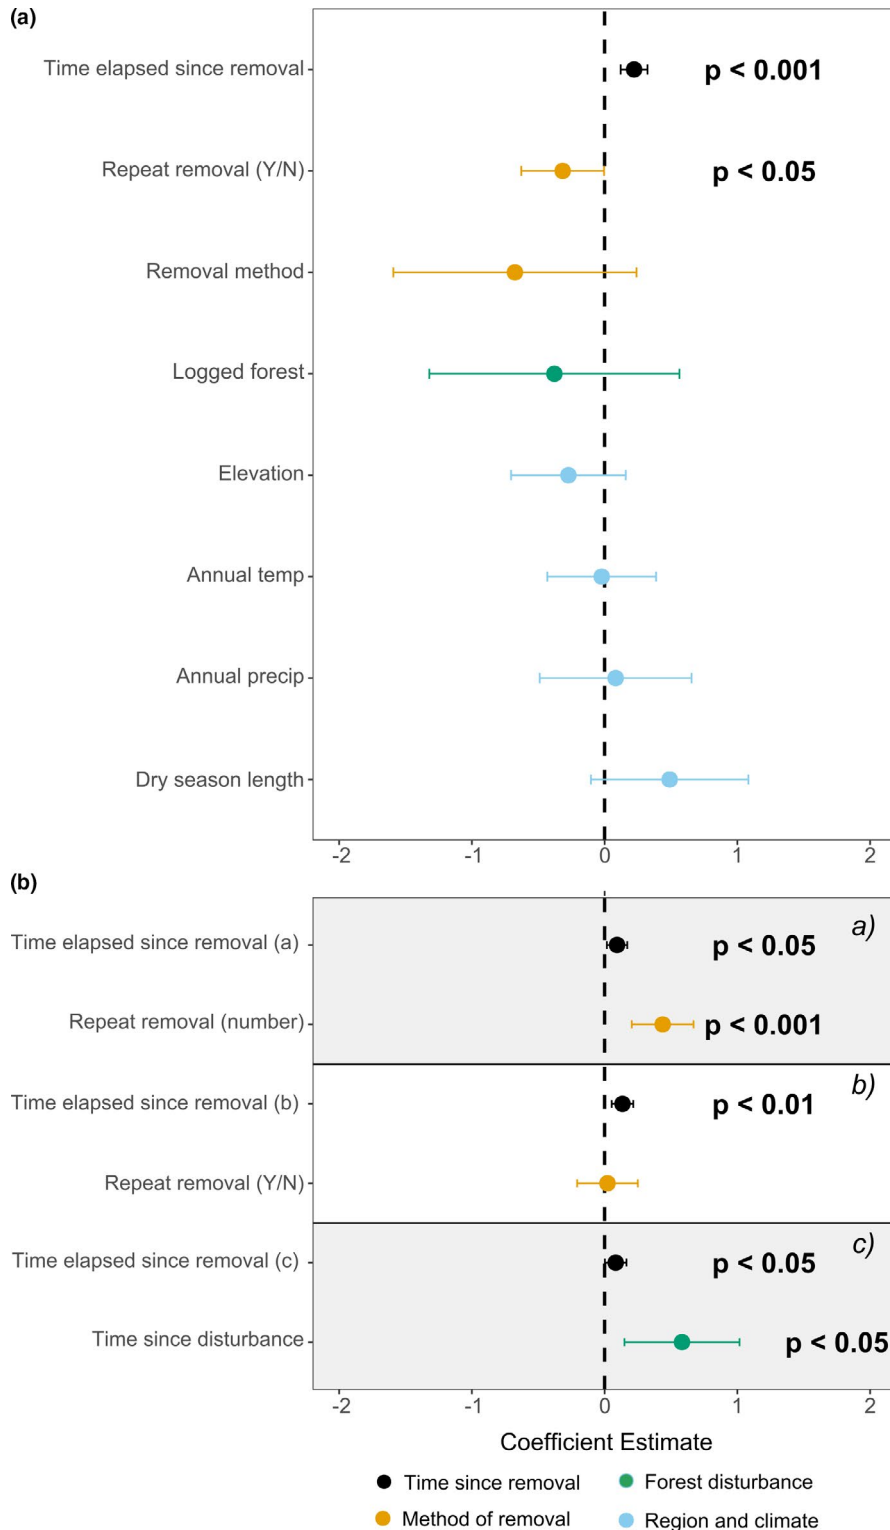 (a)
Time elapsed since removal
p < 0.001
Repeat removal (Y/N)
p < 0.05
Removal method
Logged forest
Elevation
Annual temp
Annual precip
Dry season length
-2 -1 0 1 2
(b)
a)
Time elapsed since removal (a)
p < 0.05
Repeat removal (number)
p < 0.001
b)
Time elapsed since removal (b)
p < 0.01
Repeat removal (Y/N)
c)
Time elapsed since removal (c)
p < 0.05
Time since disturbance
p < 0.05
-2 -1 0 1 2
Coefficient Estimate
Time since removal Forest disturbance
Method of removal Region and climate